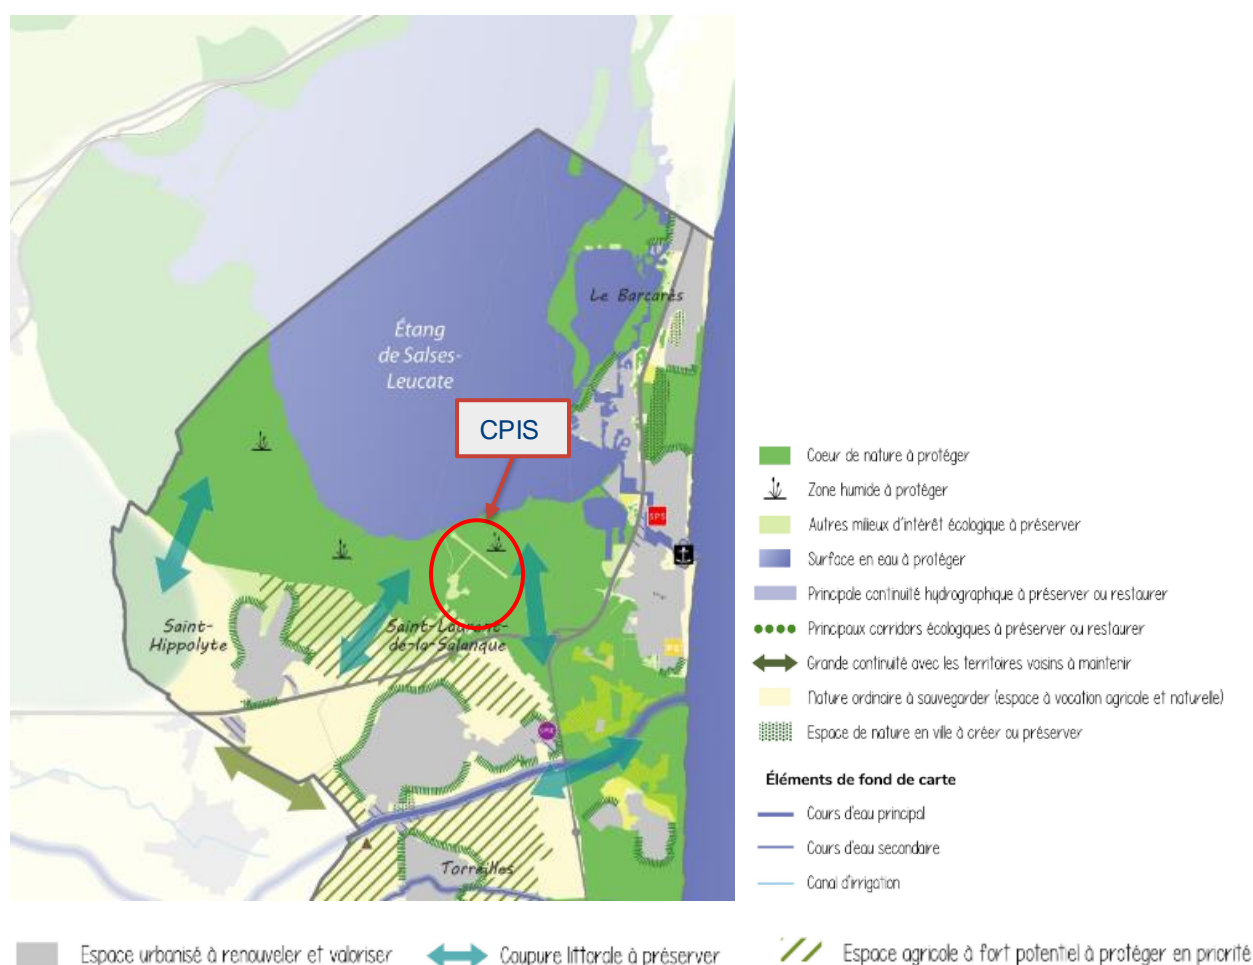 Le Barcarès
Étang
de Salses-
Leucate
CPIS
SPS
Saint-
Hippolyte
Saint-Laurent-
de-la-Salanque
Torreilles
Coeur de nature à protéger
Zone humide à protéger
Autres milieux d'intérêt écologique à préserver
Surface en eau à protéger
Principale continuité hydrographique à préserver ou restaurer
Principaux corridors écologiques à préserver ou restaurer
Grande continuité avec les territoires voisins à maintenir
Nature ordinaire à sauvegarder (espace à vocation agricole et naturelle)
Espace de nature en ville à créer ou préserver
Éléments de fond de carte
Cours d'eau principal
Cours d'eau secondaire
Canal d'irrigation
Espace urbanisé à renouveler et valoriser
Coupure littorale à préserver
Espace agricole à fort potentiel à protéger en priorité